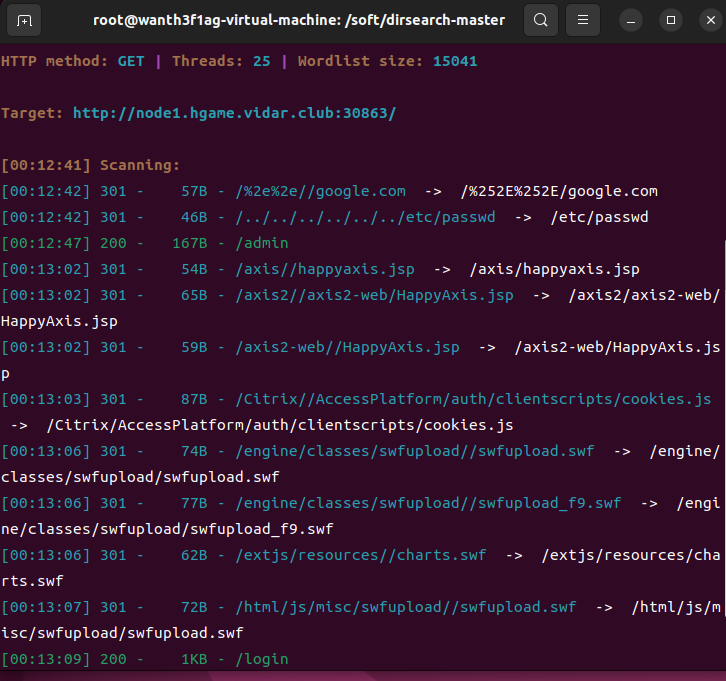 root@wanth3f1ag-virtual-machine: /soft/dirsearch-master
HTTP method: GET | Threads: 25 | Wordlist size: 15041
Target: http://node1.hgame.vidar.club:30863/
[00:12:41] Scanning:
[00:12:42] 301 -    57B - /%2e%2e//google.com  ->  /%252E%252E/google.com
[00:12:42] 301 -    46B - /../../../../../../etc/passwd  ->  /etc/passwd
[00:12:47] 200 -   167B - /admin
[00:13:02] 301 -    54B - /axis//happyaxis.jsp  ->  /axis/happyaxis.jsp
[00:13:02] 301 -    65B - /axis2//axis2-web/HappyAxis.jsp  ->  /axis2/axis2-web/
HappyAxis.jsp
[00:13:02] 301 -    59B - /axis2-web//HappyAxis.jsp  ->  /axis2-web/HappyAxis.js
p
[00:13:03] 301 -    87B - /Citrix//AccessPlatform/auth/clientscripts/cookies.js
 ->  /Citrix/AccessPlatform/auth/clientscripts/cookies.js
[00:13:06] 301 -    74B - /engine/classes/swfupload//swfupload.swf  ->  /engine/
classes/swfupload/swfupload.swf
[00:13:06] 301 -    77B - /engine/classes/swfupload//swfupload_f9.swf  ->  /engi
ne/classes/swfupload/swfupload_f9.swf
[00:13:06] 301 -    62B - /extjs/resources//charts.swf  ->  /extjs/resources/cha
rts.swf
[00:13:07] 301 -    72B - /html/js/misc/swfupload//swfupload.swf  ->  /html/js/m
isc/swfupload/swfupload.swf
[00:13:09] 200 -    1KB - /login